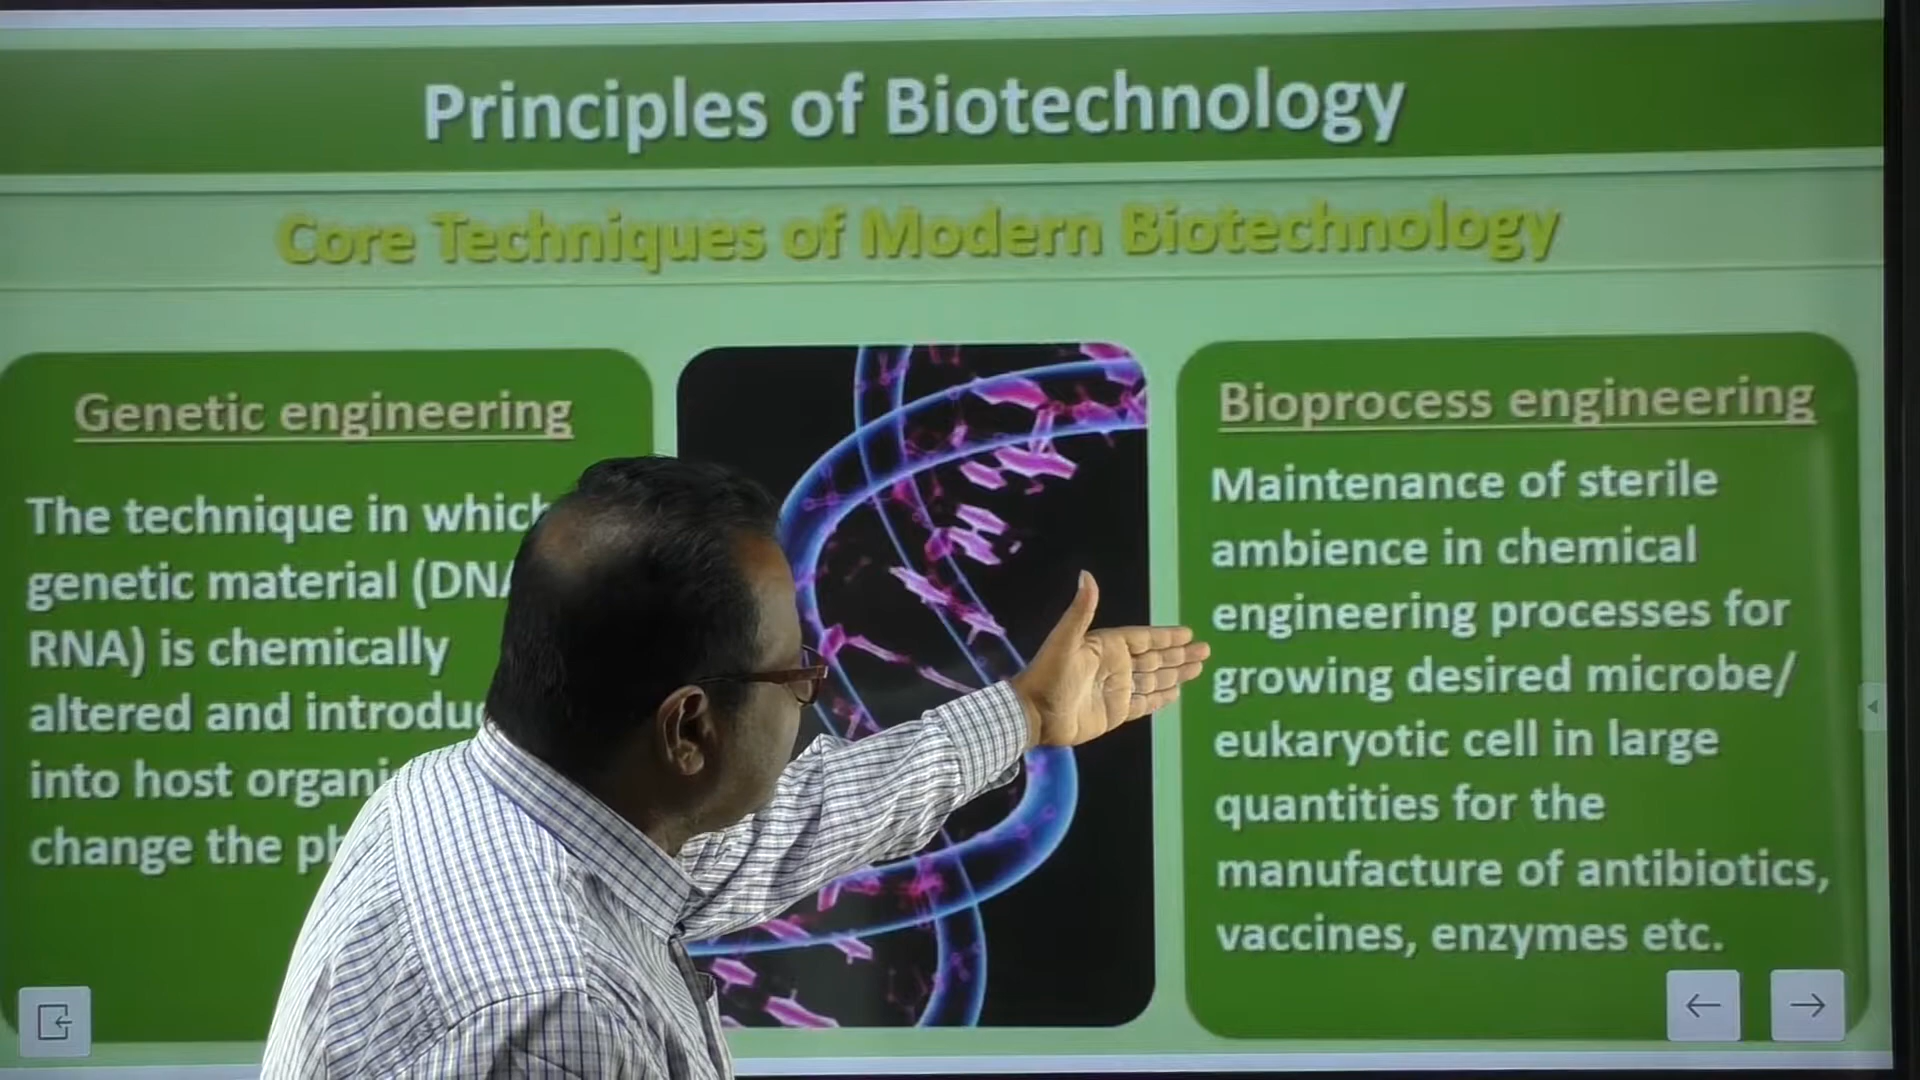 Principles of Biotechnology
Core Techniques of Modern Biotechnology
Genetic engineering
The technique in which
genetic material (DNA
RNA) is chemically
altered and introdu
into host organi
change the ph
Bioprocess engineering
Maintenance of sterile
ambience in chemical
engineering processes for
growing desired microbe/
eukaryotic cell in large
quantities for the
manufacture of antibiotics,
vaccines, enzymes etc.